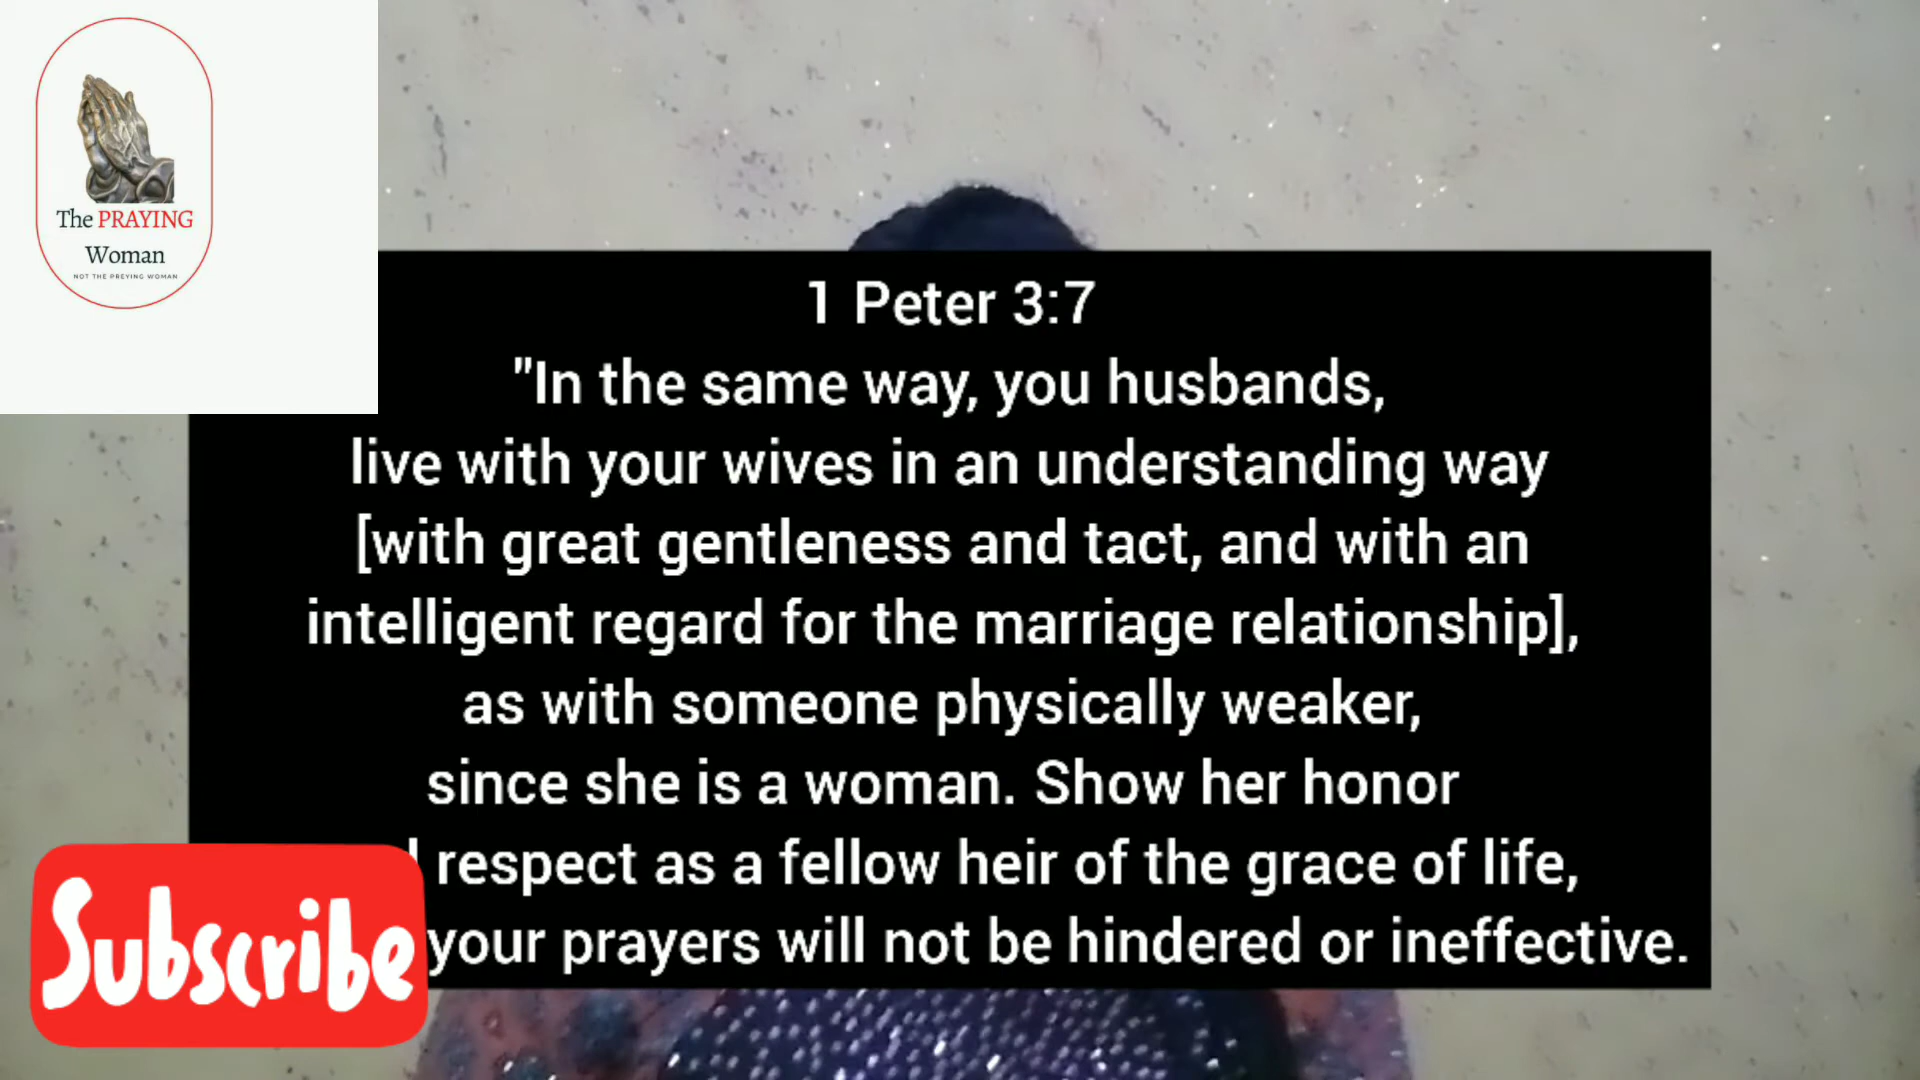 The PRAYING
Woman
NOT THE PREYING WOMAN
1 Peter 3:7
"In the same way, you husbands,
live with your wives in an understanding way
[with great gentleness and tact, and with an
intelligent regard for the marriage relationship],
as with someone physically weaker,
since she is a woman. Show her honor
respect as a fellow heir of the grace of life,
your prayers will not be hindered or ineffective.
Subscribe